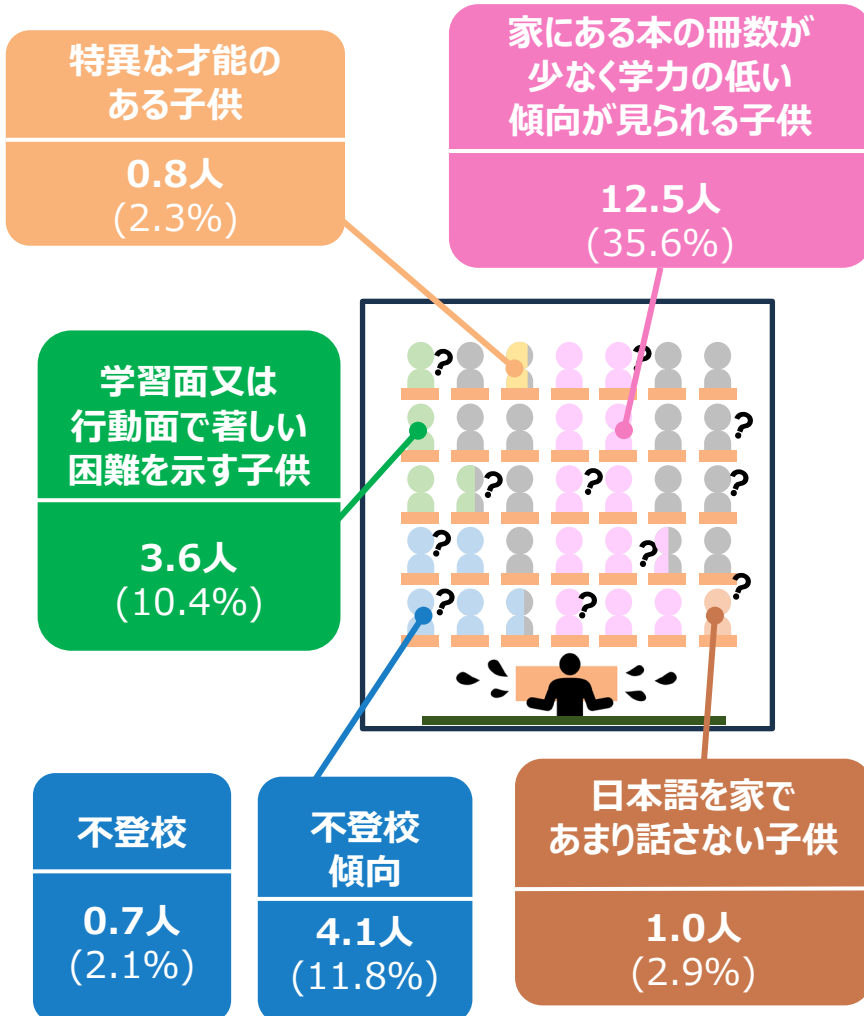 特異な才能の
ある子供
0.8人
(2.3%)
家にある本の冊数が
少なく学力の低い
傾向が見られる子供
12.5人
(35.6%)
学習面又は
行動面で著しい
困難を示す子供
3.6人
(10.4%)
?
?
?
?
?
?
?
?
?
?
?
不登校
0.7人
(2.1%)
不登校
傾向
4.1人
(11.8%)
日本語を家で
あまり話さない子供
1.0人
(2.9%)